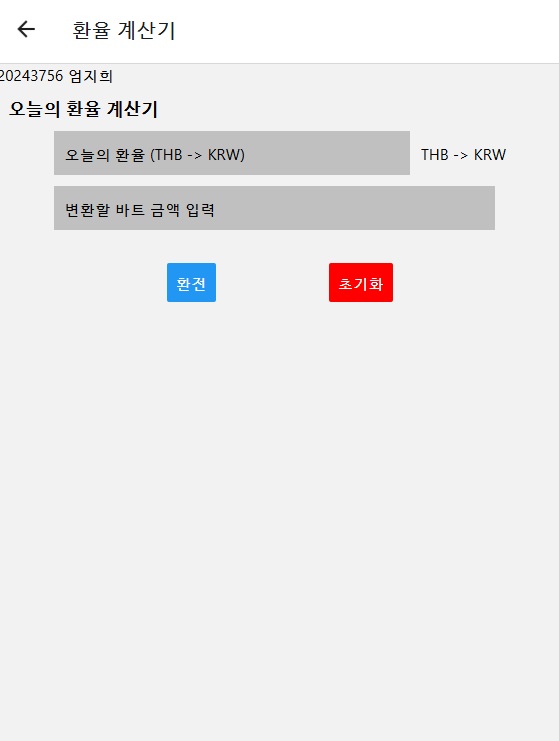 환율 계산기
20243756 엄지희
오늘의 환율 계산기
오늘의 환율 (THB -> KRW) THB -> KRW
변환할 바트 금액 입력
환전 초기화